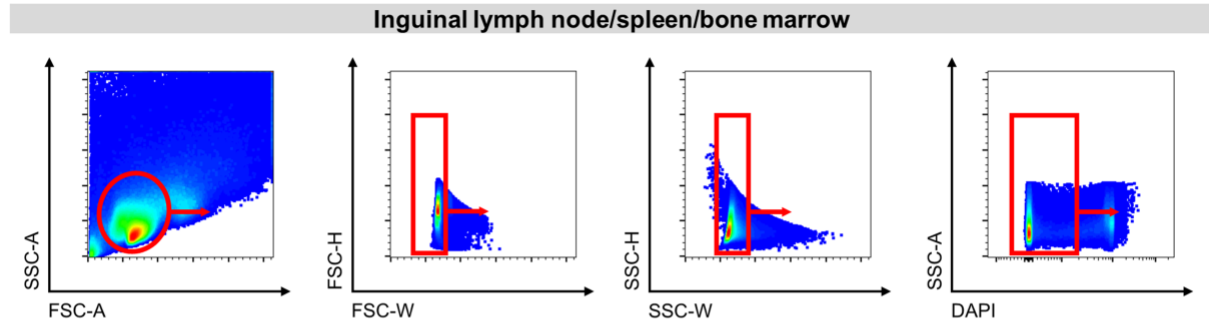 Inguinal lymph node/spleen/bone marrow
SSC-A
FSC-A
FSC-H
FSC-W
SSC-H
SSC-W
SSC-A
DAPI